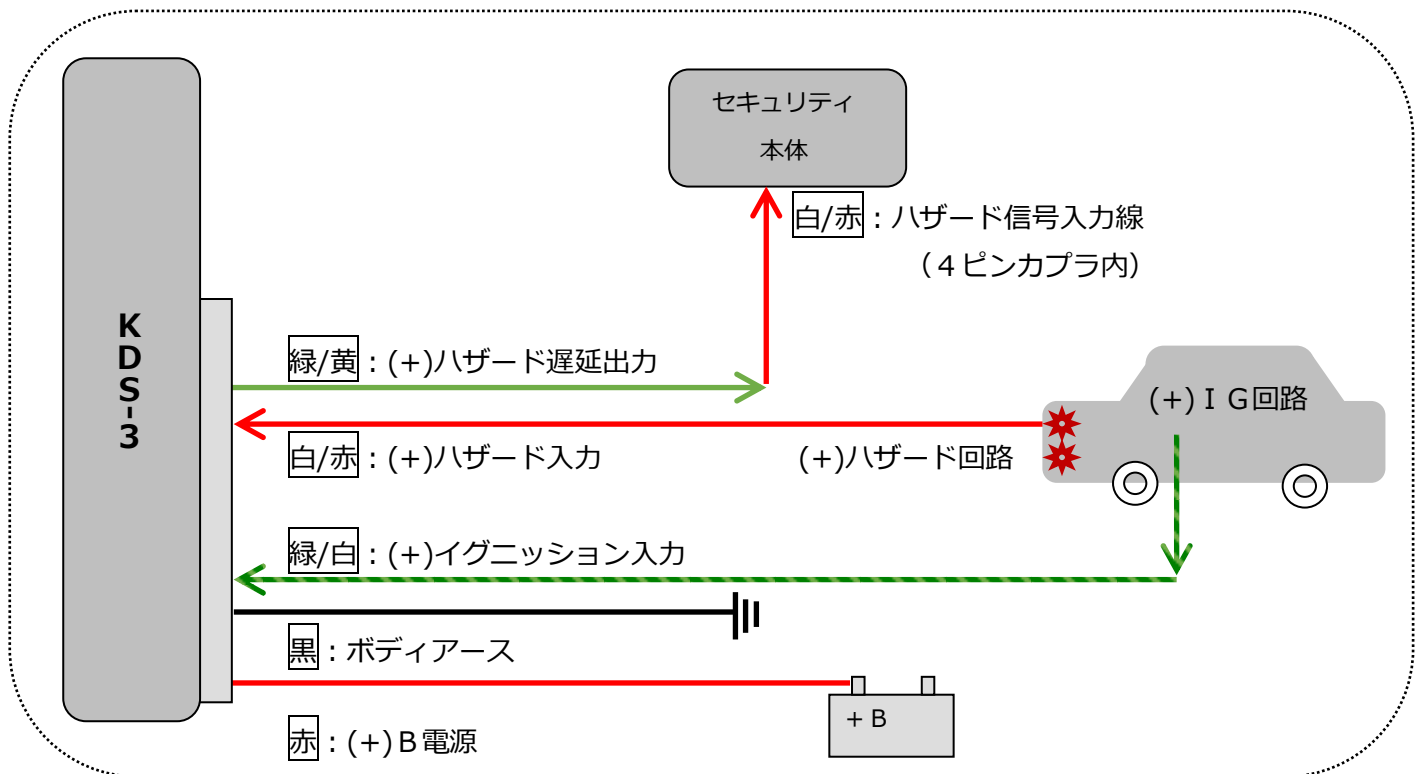 セキュリティ
本体
白/赤：ハザード信号入力線
（４ピンカプラ内）
KDS-3
緑/黄：(+)ハザード遅延出力
(+)ＩＧ回路
白/赤：(+)ハザード入力
(+)ハザード回路
緑/白：(+)イグニッション入力
黒：ボディアース
＋Ｂ
赤：(+)Ｂ電源